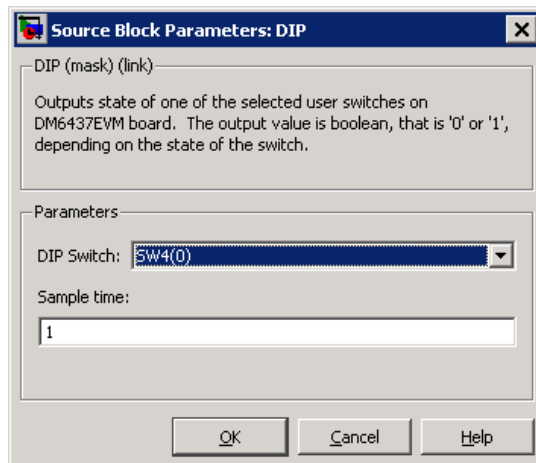 Source Block Parameters: DIP
DIP (mask) (link)
Outputs state of one of the selected user switches on
DM6437EVM board. The output value is boolean, that is '0' or '1',
depending on the state of the switch.
Parameters
DIP Switch: SW4(0)
Sample time:
1
OK Cancel Help